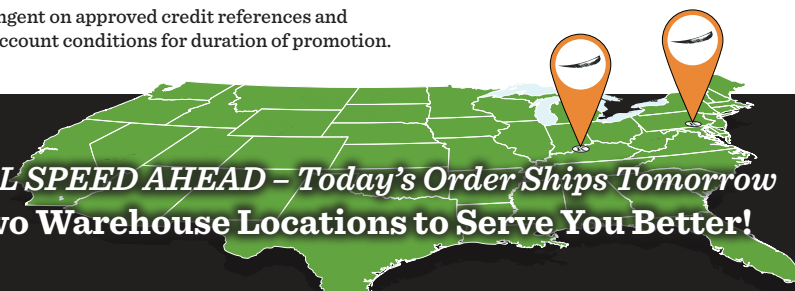 ngent on approved credit references and
ccount conditions for duration of promotion.
L SPEED AHEAD – Today's Order Ships Tomorrow
wo Warehouse Locations to Serve You Better!